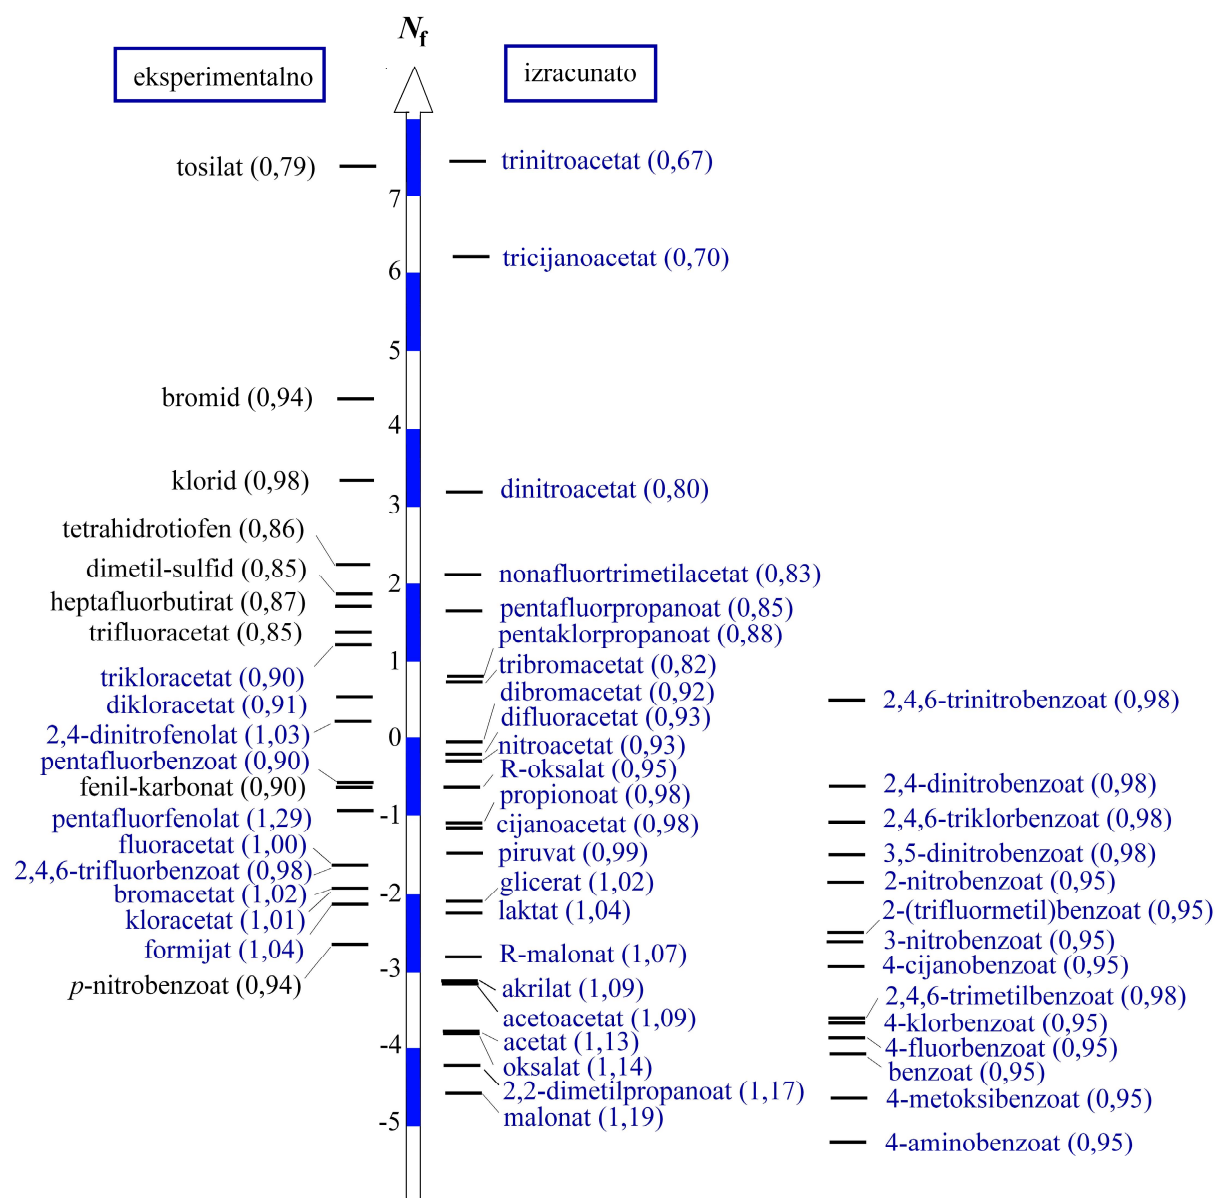 N_f
eksperimentalno
izracunato
tosilat (0,79)
bromid (0,94)
klorid (0,98)
tetrahidrotiofen (0,86)
dimetil-sulfid (0,85)
heptafluorbutirat (0,87)
trifluoracetat (0,85)
trikloracetat (0,90)
dikloracetat (0,91)
2,4-dinitrofenolat (1,03)
pentafluorbenzoat (0,90)
fenil-karbonat (0,90)
pentafluorfenolat (1,29)
fluoracetat (1,00)
2,4,6-trifluorbenzoat (0,98)
bromacetat (1,02)
kloracetat (1,01)
formijat (1,04)
p-nitrobenzoat (0,94)
7
6
5
4
3
2
1
0
-1
-2
-3
-4
-5
trinitroacetat (0,67)
tricijanoacetat (0,70)
dinitroacetat (0,80)
nonafluortrimetilacetat (0,83)
pentafluorpropanoat (0,85)
pentaklorpropanoat (0,88)
tribromacetat (0,82)
dibromacetat (0,92)
difluoracetat (0,93)
nitroacetat (0,93)
R-oksalat (0,95)
propionoat (0,98)
cijanoacetat (0,98)
piruvat (0,99)
glicerat (1,02)
laktat (1,04)
R-malonat (1,07)
akrilat (1,09)
acetoacetat (1,09)
acetat (1,13)
oksalat (1,14)
2,2-dimetilpropanoat (1,17)
malonat (1,19)
2,4,6-trinitrobenzoat (0,98)
2,4-dinitrobenzoat (0,98)
2,4,6-triklorbenzoat (0,98)
3,5-dinitrobenzoat (0,98)
2-nitrobenzoat (0,95)
2-(trifluormetil)benzoat (0,95)
3-nitrobenzoat (0,95)
4-cijanobenzoat (0,95)
2,4,6-trimetilbenzoat (0,98)
4-klorbenzoat (0,95)
4-fluorbenzoat (0,95)
benzoat (0,95)
4-metoksibenzoat (0,95)
4-aminobenzoat (0,95)